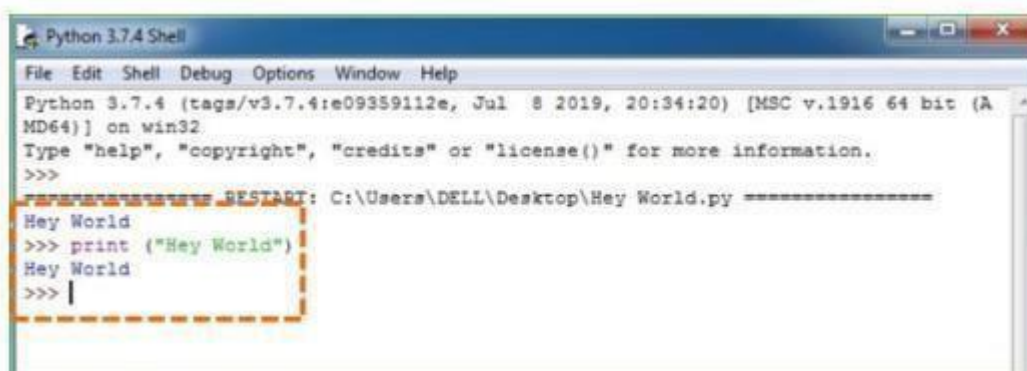 Python 3.7.4 Shell
File Edit Shell Debug Options Window Help
Python 3.7.4 (tags/v3.7.4:e09359112e, Jul  8 2019, 20:34:20) [MSC v.1916 64 bit (A
MD64)] on win32
Type "help", "copyright", "credits" or "license()" for more information.
>>>
================ RESTART: C:\Users\DELL\Desktop\Hey World.py ================
Hey World
>>> print ("Hey World")
Hey World
>>>